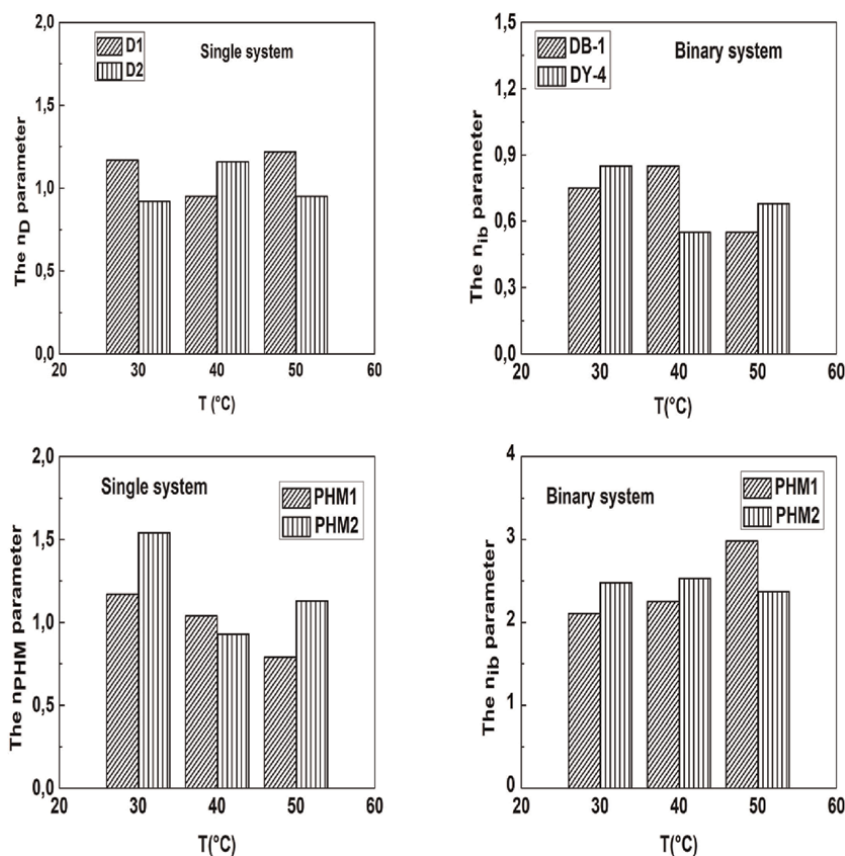 2,0
D1
D2
Single system
1,5
1,0
0,5
0,0
The nD parameter
20 30 40 50 60
T (°C)
1,5
DB-1
DY-4
Binary system
1,2
0,9
0,6
0,3
0,0
The nib parameter
20 30 40 50 60
T(°C)
2,0
Single system
PHM1
PHM2
1,5
1,0
0,5
0,0
The nPHM parameter
20 30 40 50 60
T(°C)
4
PHM1
PHM2
Binary system
3
2
1
0
The nib parameter
20 30 40 50 60
T(°C)